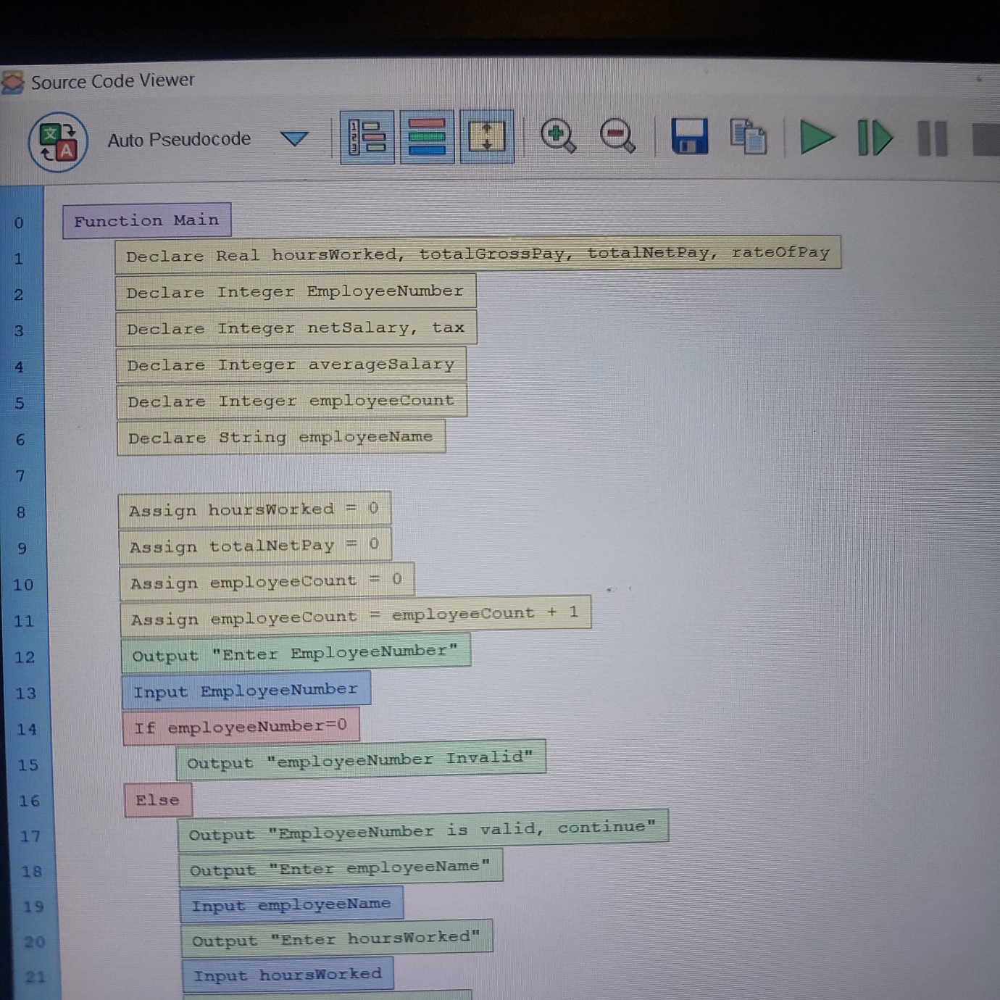 Source Code Viewer
文 A Auto Pseudocode
0 Function Main
1 Declare Real hoursWorked, totalGrossPay, totalNetPay, rateOfPay
2 Declare Integer EmployeeNumber
3 Declare Integer netSalary, tax
4 Declare Integer averageSalary
5 Declare Integer employeeCount
6 Declare String employeeName
7
8 Assign hoursWorked = 0
9 Assign totalNetPay = 0
10 Assign employeeCount = 0
11 Assign employeeCount = employeeCount + 1
12 Output "Enter EmployeeNumber"
13 Input EmployeeNumber
14 If employeeNumber=0
15 Output "employeeNumber Invalid"
16 Else
17 Output "EmployeeNumber is valid, continue"
18 Output "Enter employeeName"
19 Input employeeName
20 Output "Enter hoursWorked"
21 Input hoursWorked